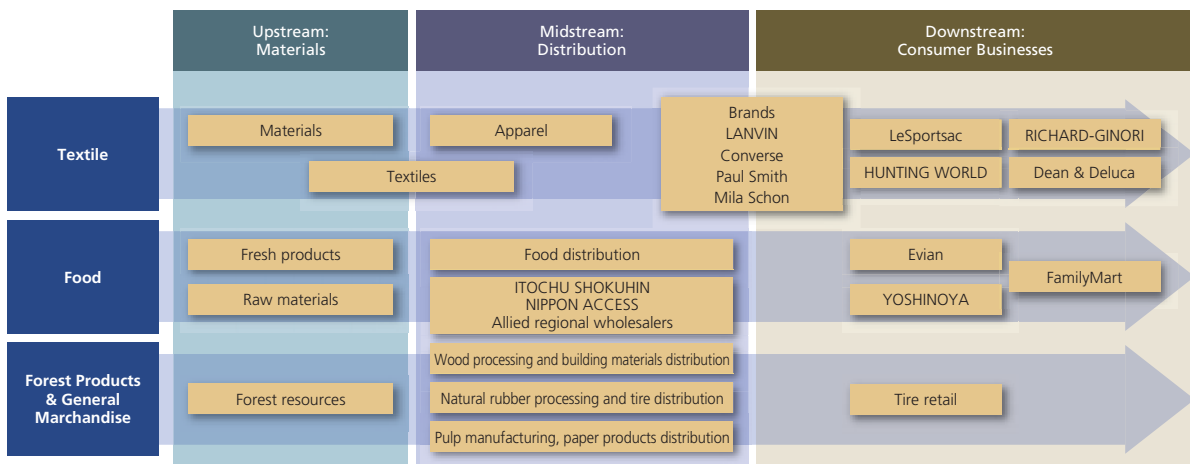 Upstream:
Materials
Midstream:
Distribution
Downstream:
Consumer Businesses
Textile
Materials
Textiles
Apparel
Brands
LANVIN
Converse
Paul Smith
Mila Schon
LeSportsac
RICHARD-GINORI
HUNTING WORLD
Dean & Deluca
Food
Fresh products
Raw materials
Food distribution
ITOCHU SHOKUHIN
NIPPON ACCESS
Allied regional wholesalers
Evian
YOSHINOYA
FamilyMart
Forest Products
& General
Marchandise
Forest resources
Wood processing and building materials distribution
Natural rubber processing and tire distribution
Pulp manufacturing, paper products distribution
Tire retail